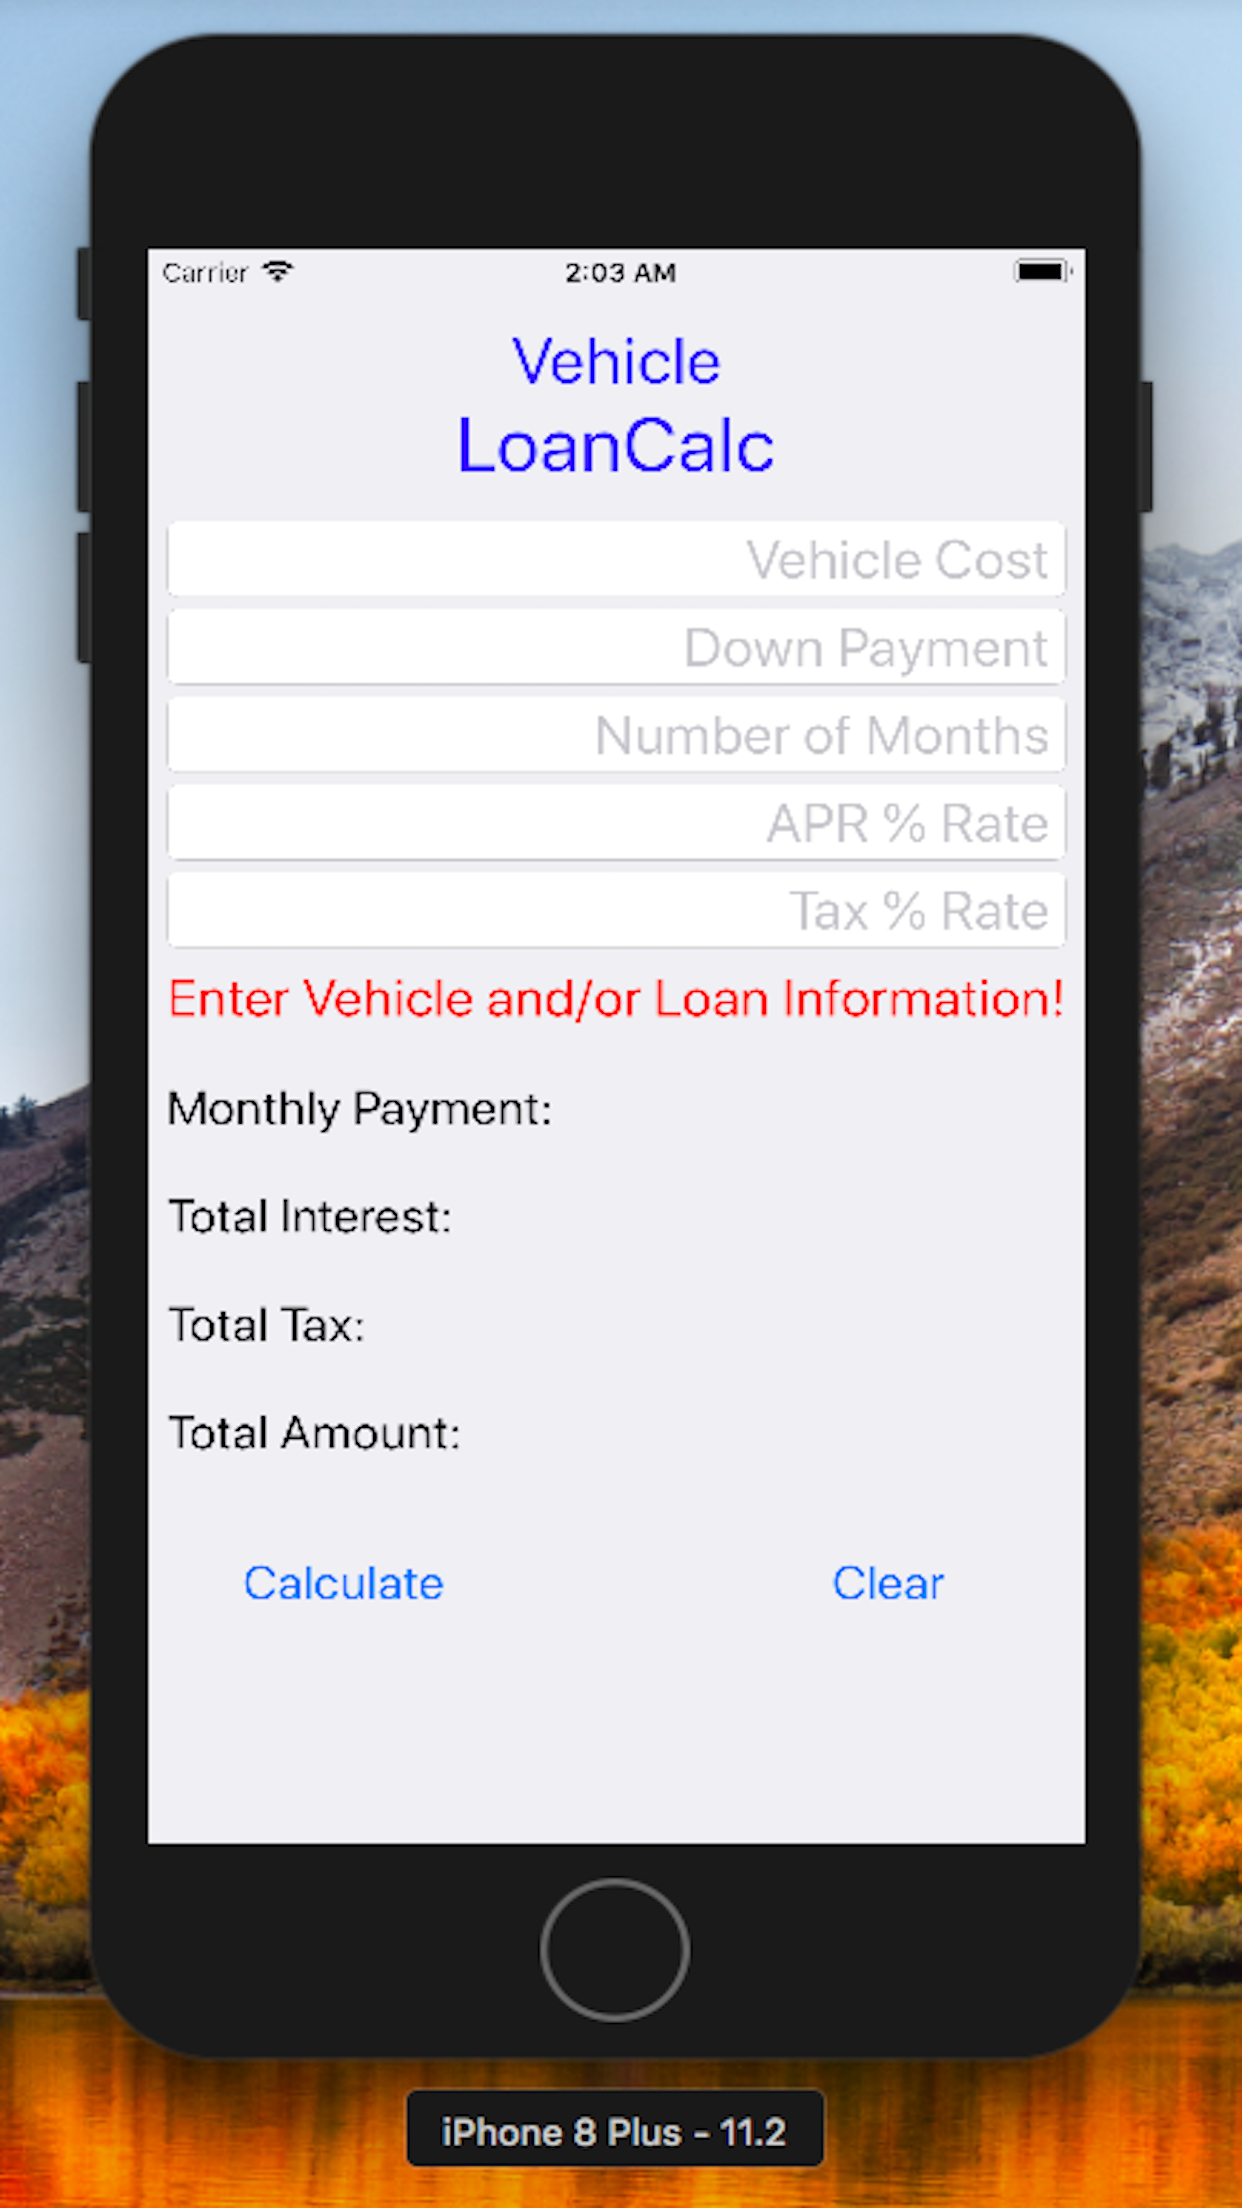 Carrier 2:03 AM
Vehicle
LoanCalc
Vehicle Cost
Down Payment
Number of Months
APR % Rate
Tax % Rate
Enter Vehicle and/or Loan Information!
Monthly Payment:
Total Interest:
Total Tax:
Total Amount:
Calculate Clear
iPhone 8 Plus - 11.2